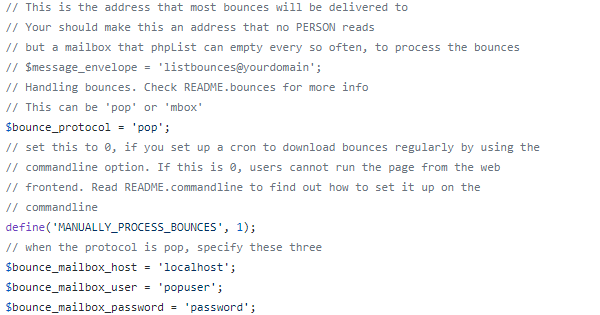 // This is the address that most bounces will be delivered to
// Your should make this an address that no PERSON reads
// but a mailbox that phpList can empty every so often, to process the bounces
// $message_envelope = 'listbounces@yourdomain';
// Handling bounces. Check README.bounces for more info
// This can be 'pop' or 'mbox'
$bounce_protocol = 'pop';
// set this to 0, if you set up a cron to download bounces regularly by using the
// commandline option. If this is 0, users cannot run the page from the web
// frontend. Read README.commandline to find out how to set it up on the
// commandline
define('MANUALLY_PROCESS_BOUNCES', 1);
// when the protocol is pop, specify these three
$bounce_mailbox_host = 'localhost';
$bounce_mailbox_user = 'popuser';
$bounce_mailbox_password = 'password';